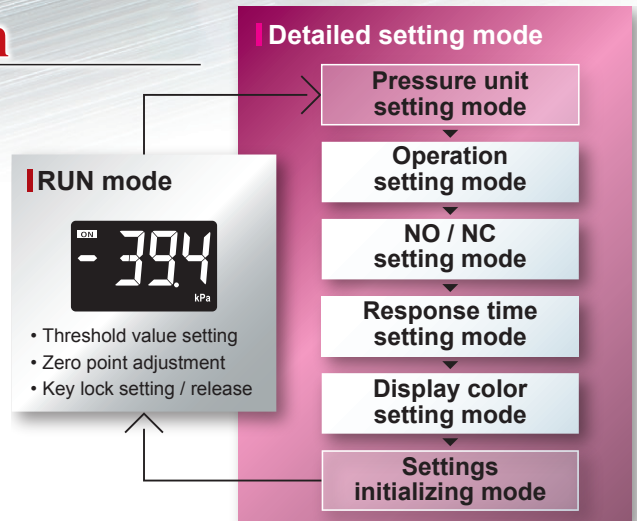 Detailed setting mode
Pressure unit
setting mode
Operation
setting mode
NO / NC
setting mode
Response time
setting mode
Display color
setting mode
Settings
initializing mode
RUN mode
ON
-39.4
kPa
• Threshold value setting
• Zero point adjustment
• Key lock setting / release